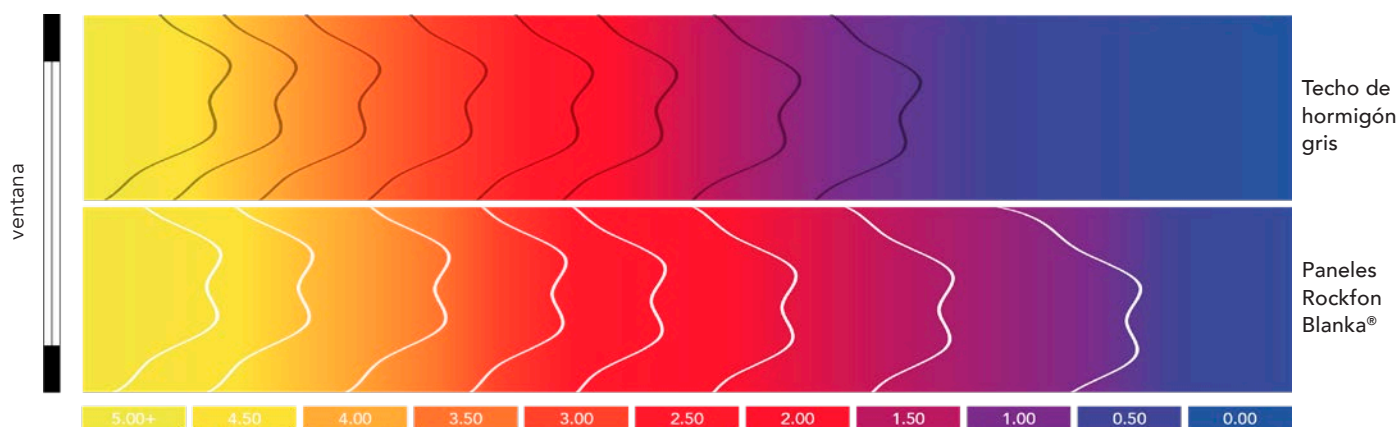 ventana
Techo de
hormigón
gris
Paneles
Rockfon
Blanka®
5.00+ 4.50 4.00 3.50 3.00 2.50 2.00 1.50 1.00 0.50 0.00